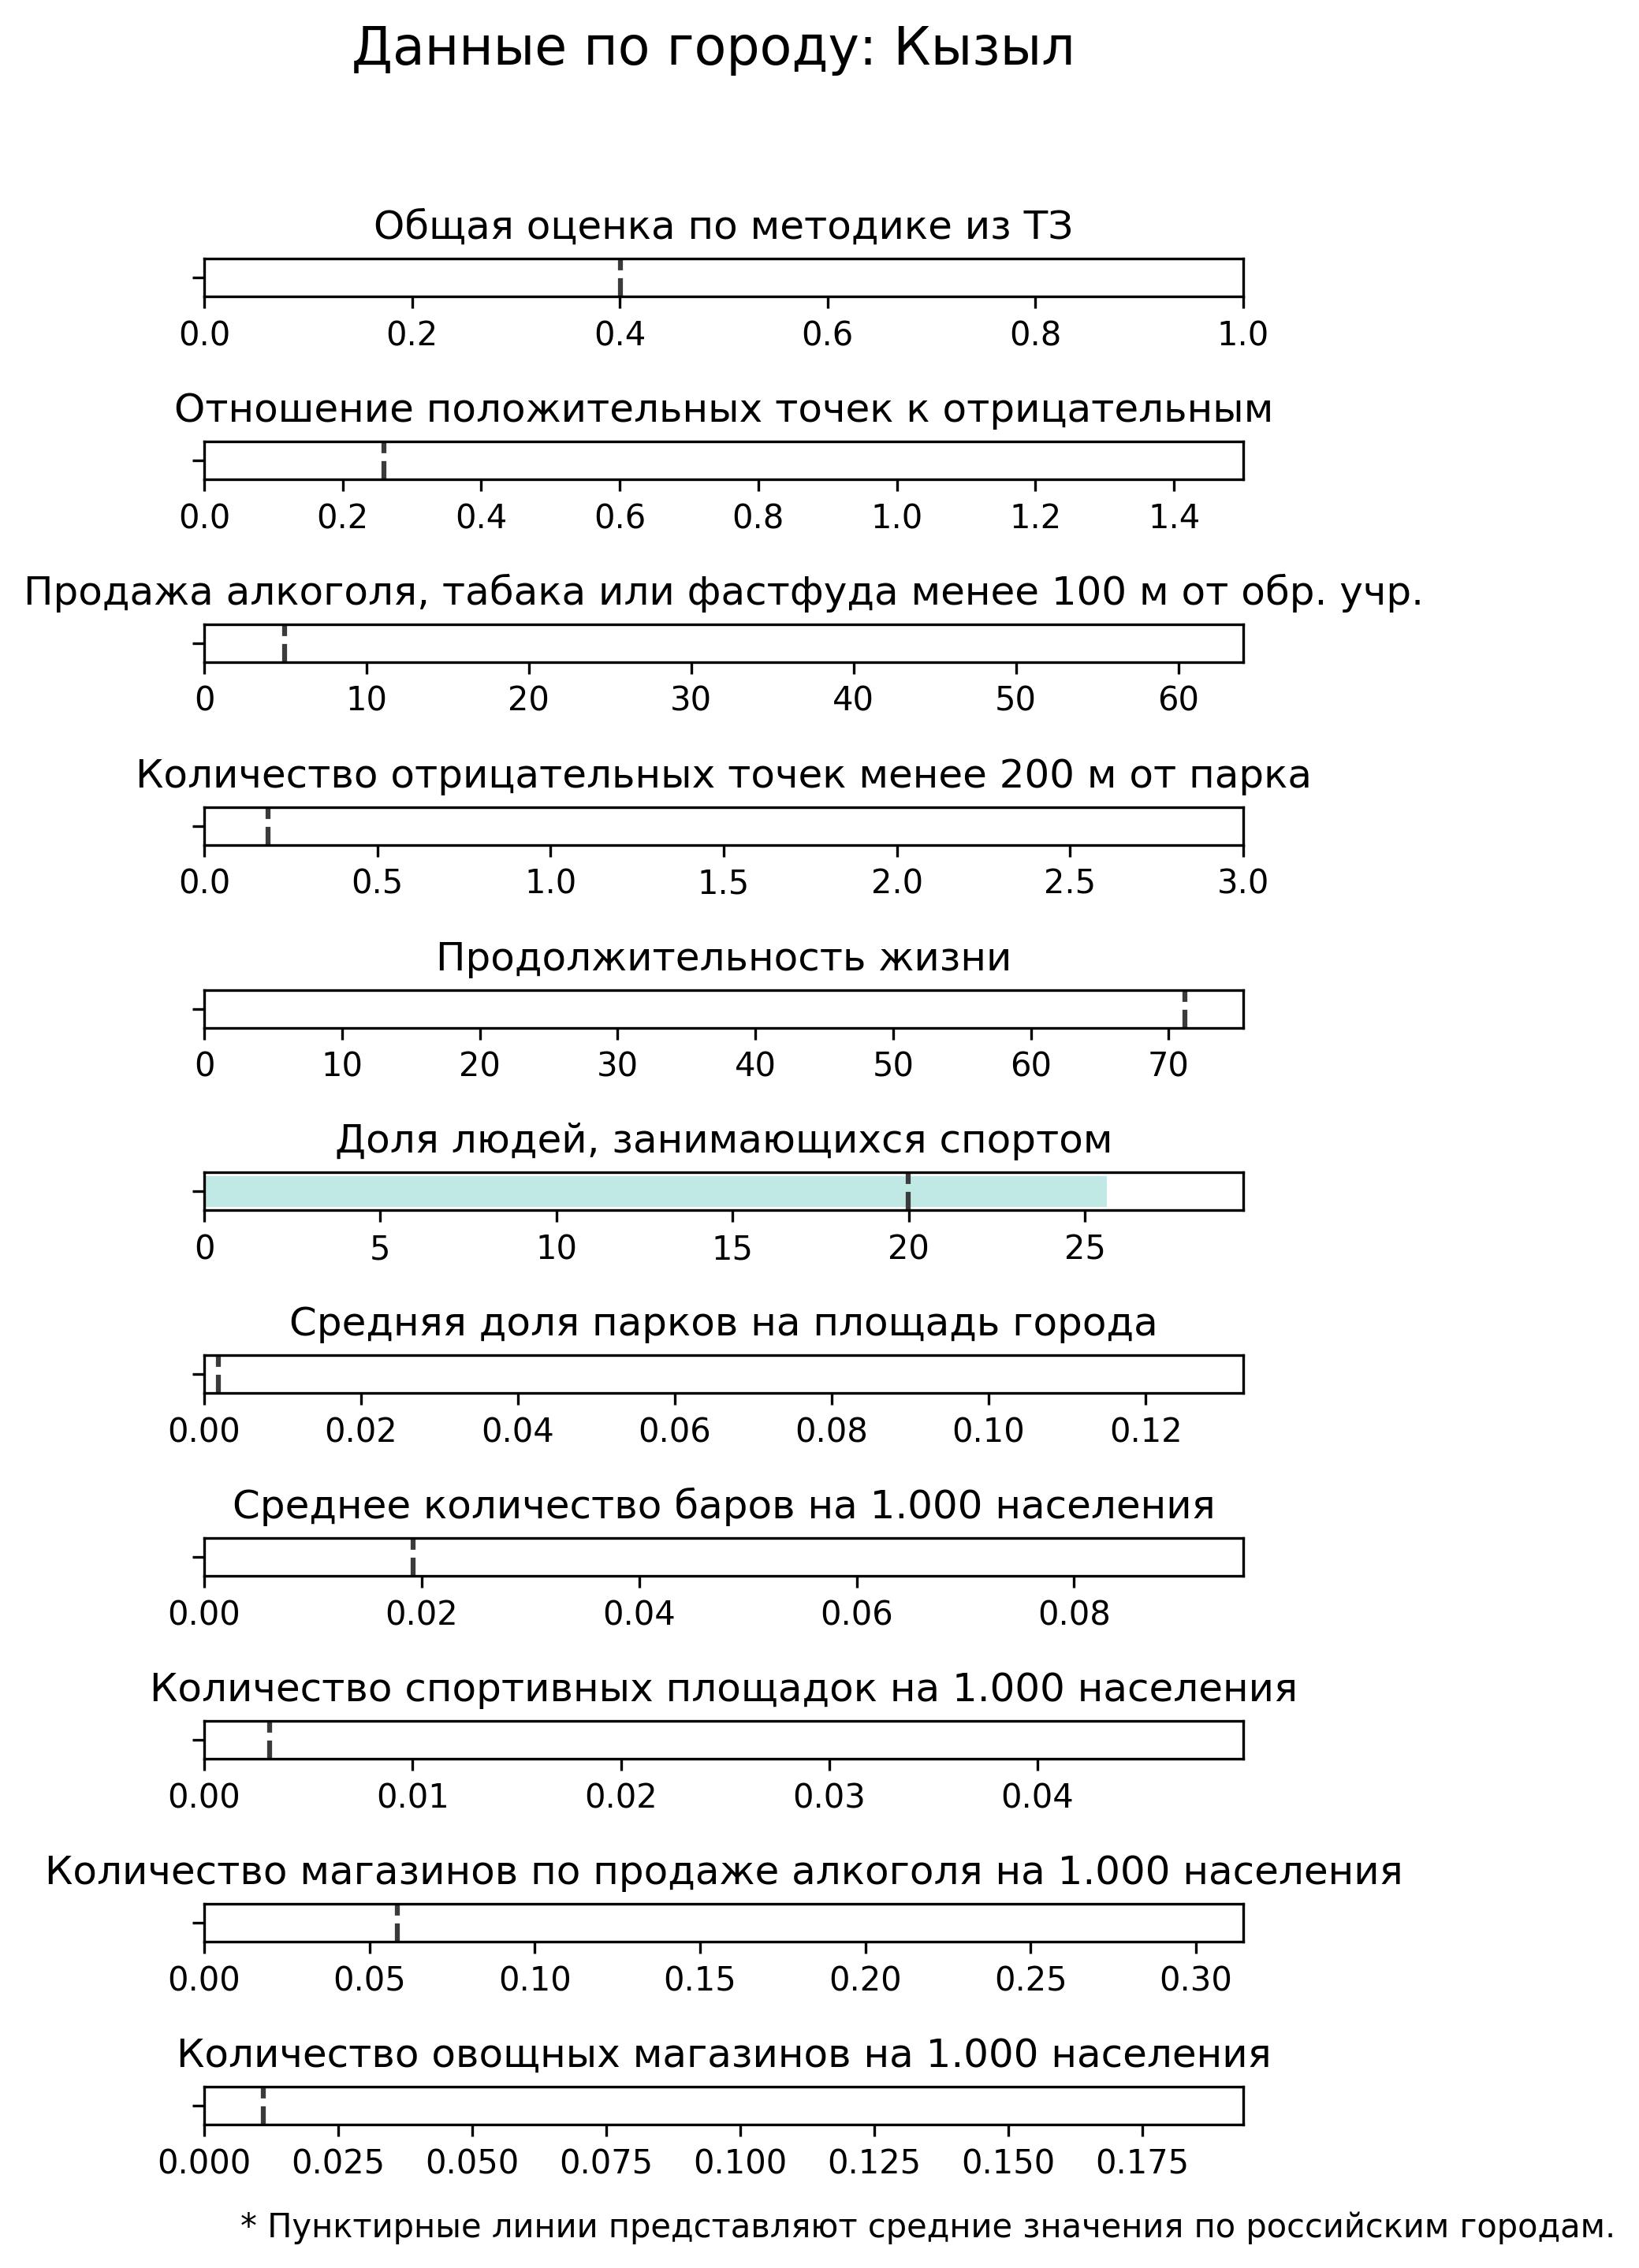 Данные по городу: Кызыл
Общая оценка по методике из ТЗ
0.0 0.2 0.4 0.6 0.8 1.0
Отношение положительных точек к отрицательным
0.0 0.2 0.4 0.6 0.8 1.0 1.2 1.4
Продажа алкоголя, табака или фастфуда менее 100 м от обр. учр.
0 10 20 30 40 50 60
Количество отрицательных точек менее 200 м от парка
0.0 0.5 1.0 1.5 2.0 2.5 3.0
Продолжительность жизни
0 10 20 30 40 50 60 70
Доля людей, занимающихся спортом
0 5 10 15 20 25
Средняя доля парков на площадь города
0.00 0.02 0.04 0.06 0.08 0.10 0.12
Среднее количество баров на 1.000 населения
0.00 0.02 0.04 0.06 0.08
Количество спортивных площадок на 1.000 населения
0.00 0.01 0.02 0.03 0.04
Количество магазинов по продаже алкоголя на 1.000 населения
0.00 0.05 0.10 0.15 0.20 0.25 0.30
Количество овощных магазинов на 1.000 населения
0.000 0.025 0.050 0.075 0.100 0.125 0.150 0.175
* Пунктирные линии представляют средние значения по российским городам.